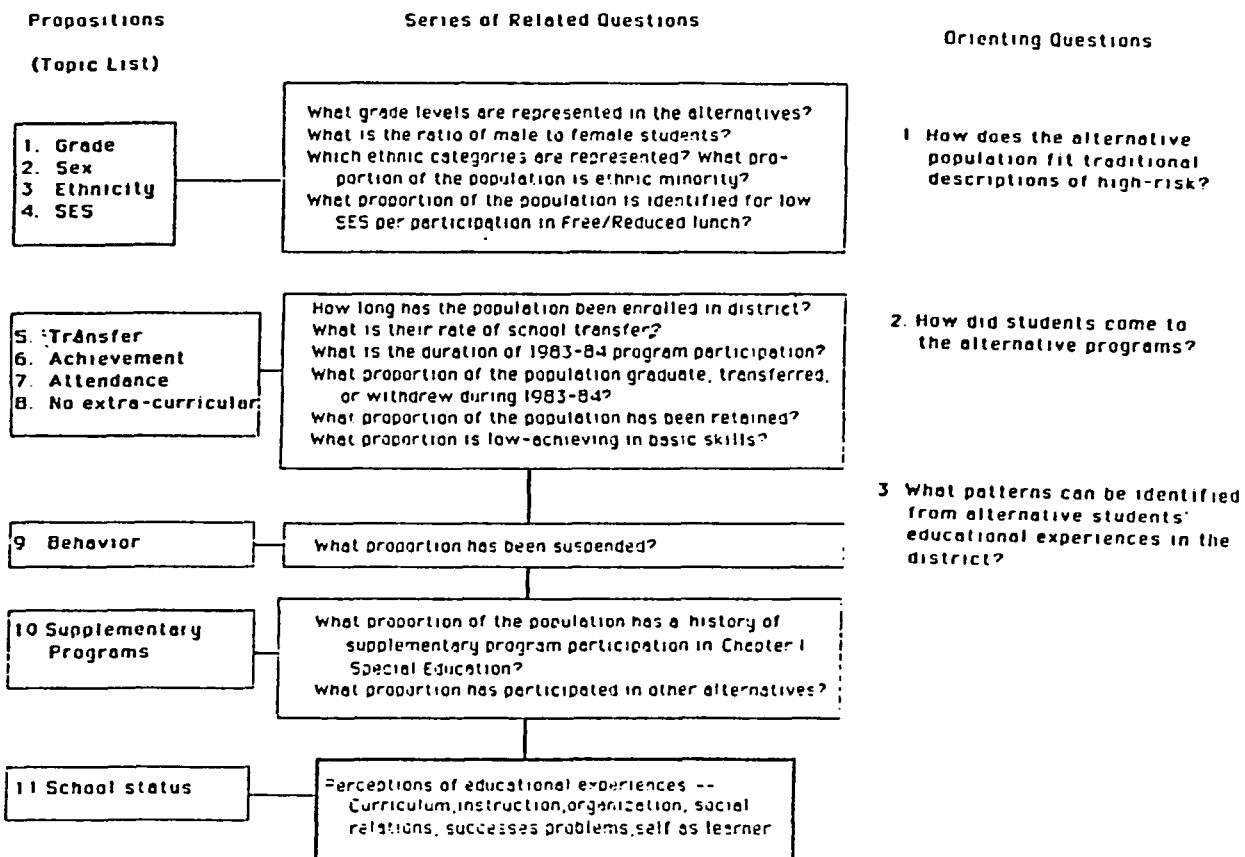 Propositions
(Topic List)
Series of Related Questions
Orienting Questions
1. Grade
2. Sex
3 Ethnicity
4. SES
What grade levels are represented in the alternatives?
What is the ratio of male to female students?
Which ethnic categories are represented? What pro-
portion of the population is ethnic minority?
What proportion of the population is identified for low
SES per participation in Free/Reduced lunch?
1 How does the alternative
population fit traditional
descriptions of high-risk?
5. Transfer
6. Achievement
7. Attendance
8. No extra-curricular
How long has the population been enrolled in district?
What is their rate of school transfer?
What is the duration of 1983-84 program participation?
What proportion of the population graduate, transferred,
or withdrew during 1983-84?
What proportion of the population has been retained?
What proportion is low-achieving in basic skills?
2. How did students come to
the alternative programs?
3 What patterns can be identified
from alternative students'
educational experiences in the
district?
9. Behavior
What proportion has been suspended?
10 Supplementary
Programs
What proportion of the population has a history of
supplementary program participation in Chapter I
Special Education?
What proportion has participated in other alternatives?
11 School status
Perceptions of educational experiences --
Curriculum, instruction, organization, social
relations, successes problems, self as learner